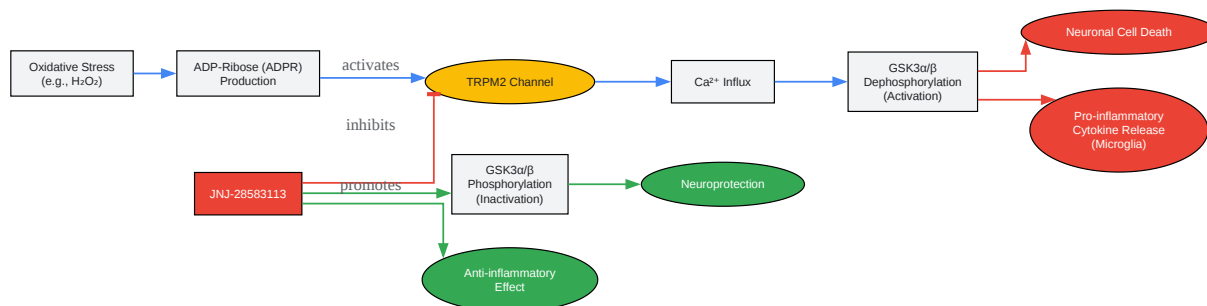 Oxidative Stress
(e.g., H₂O₂)
ADP-Ribose (ADPR)
Production
activates
TRPM2 Channel
Ca²⁺ Influx
GSK3α/β
Dephosphorylation
(Activation)
Neuronal Cell Death
Pro-inflammatory
Cytokine Release
(Microglia)
inhibits
JNJ-28583113
promotes
GSK3α/β
Phosphorylation
(Inactivation)
Neuroprotection
Anti-inflammatory
Effect